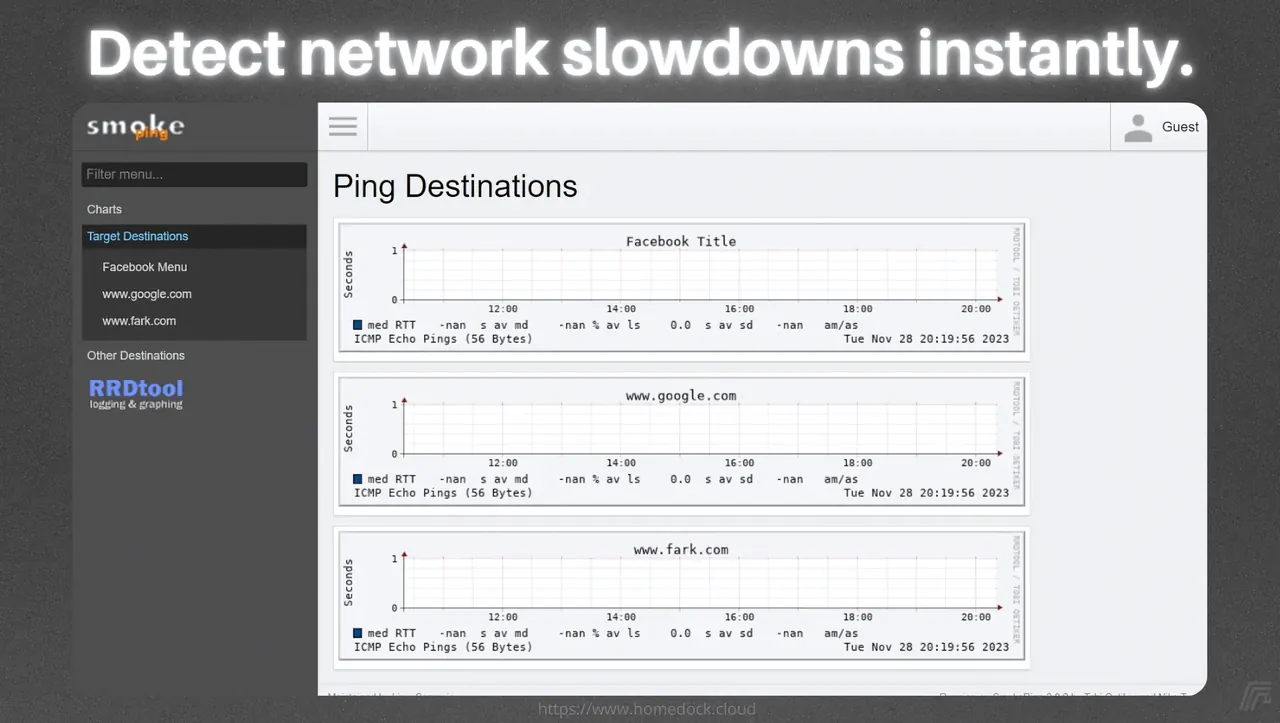 Detect network slowdowns instantly.
smokeping
Guest
Filter menu...
Charts
Target Destinations
Facebook Menu
www.google.com
www.fark.com
Other Destinations
RRDtool
logging & graphing
Ping Destinations
Facebook Title
RRDTOOL / TOBI OETIKER
Seconds
1
0
12:00 14:00 16:00 18:00 20:00
med RTT -nan s av md -nan % av ls 0.0 s av sd -nan am/as
ICMP Echo Pings (56 Bytes) Tue Nov 28 20:19:56 2023
www.google.com
RRDTOOL / TOBI OETIKER
Seconds
1
0
12:00 14:00 16:00 18:00 20:00
med RTT -nan s av md -nan % av ls 0.0 s av sd -nan am/as
ICMP Echo Pings (56 Bytes) Tue Nov 28 20:19:56 2023
www.fark.com
RRDTOOL / TOBI OETIKER
Seconds
1
0
12:00 14:00 16:00 18:00 20:00
med RTT -nan s av md -nan % av ls 0.0 s av sd -nan am/as
ICMP Echo Pings (56 Bytes) Tue Nov 28 20:19:56 2023
https://www.homedock.cloud